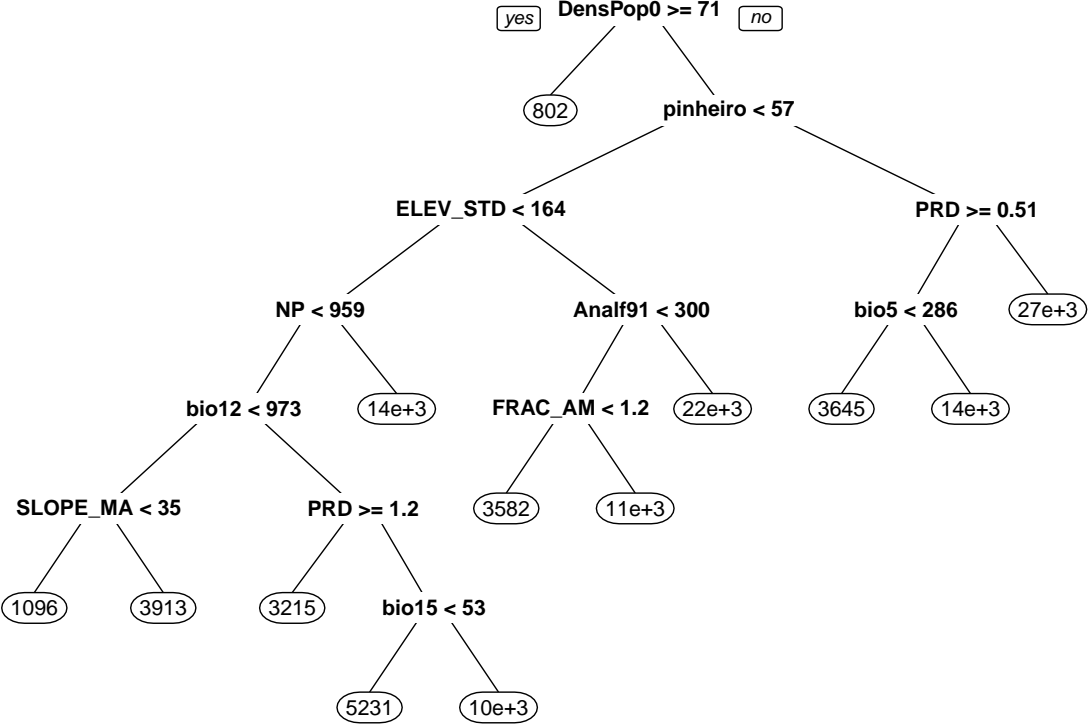 yes DensPop0 >= 71 no
802
pinheiro < 57
ELEV_STD < 164
PRD >= 0.51
NP < 959
Analf91 < 300
bio5 < 286
27e+3
bio12 < 973
14e+3
FRAC_AM < 1.2
22e+3
3645
14e+3
SLOPE_MA < 35
PRD >= 1.2
3582
11e+3
1096
3913
3215
bio15 < 53
5231
10e+3